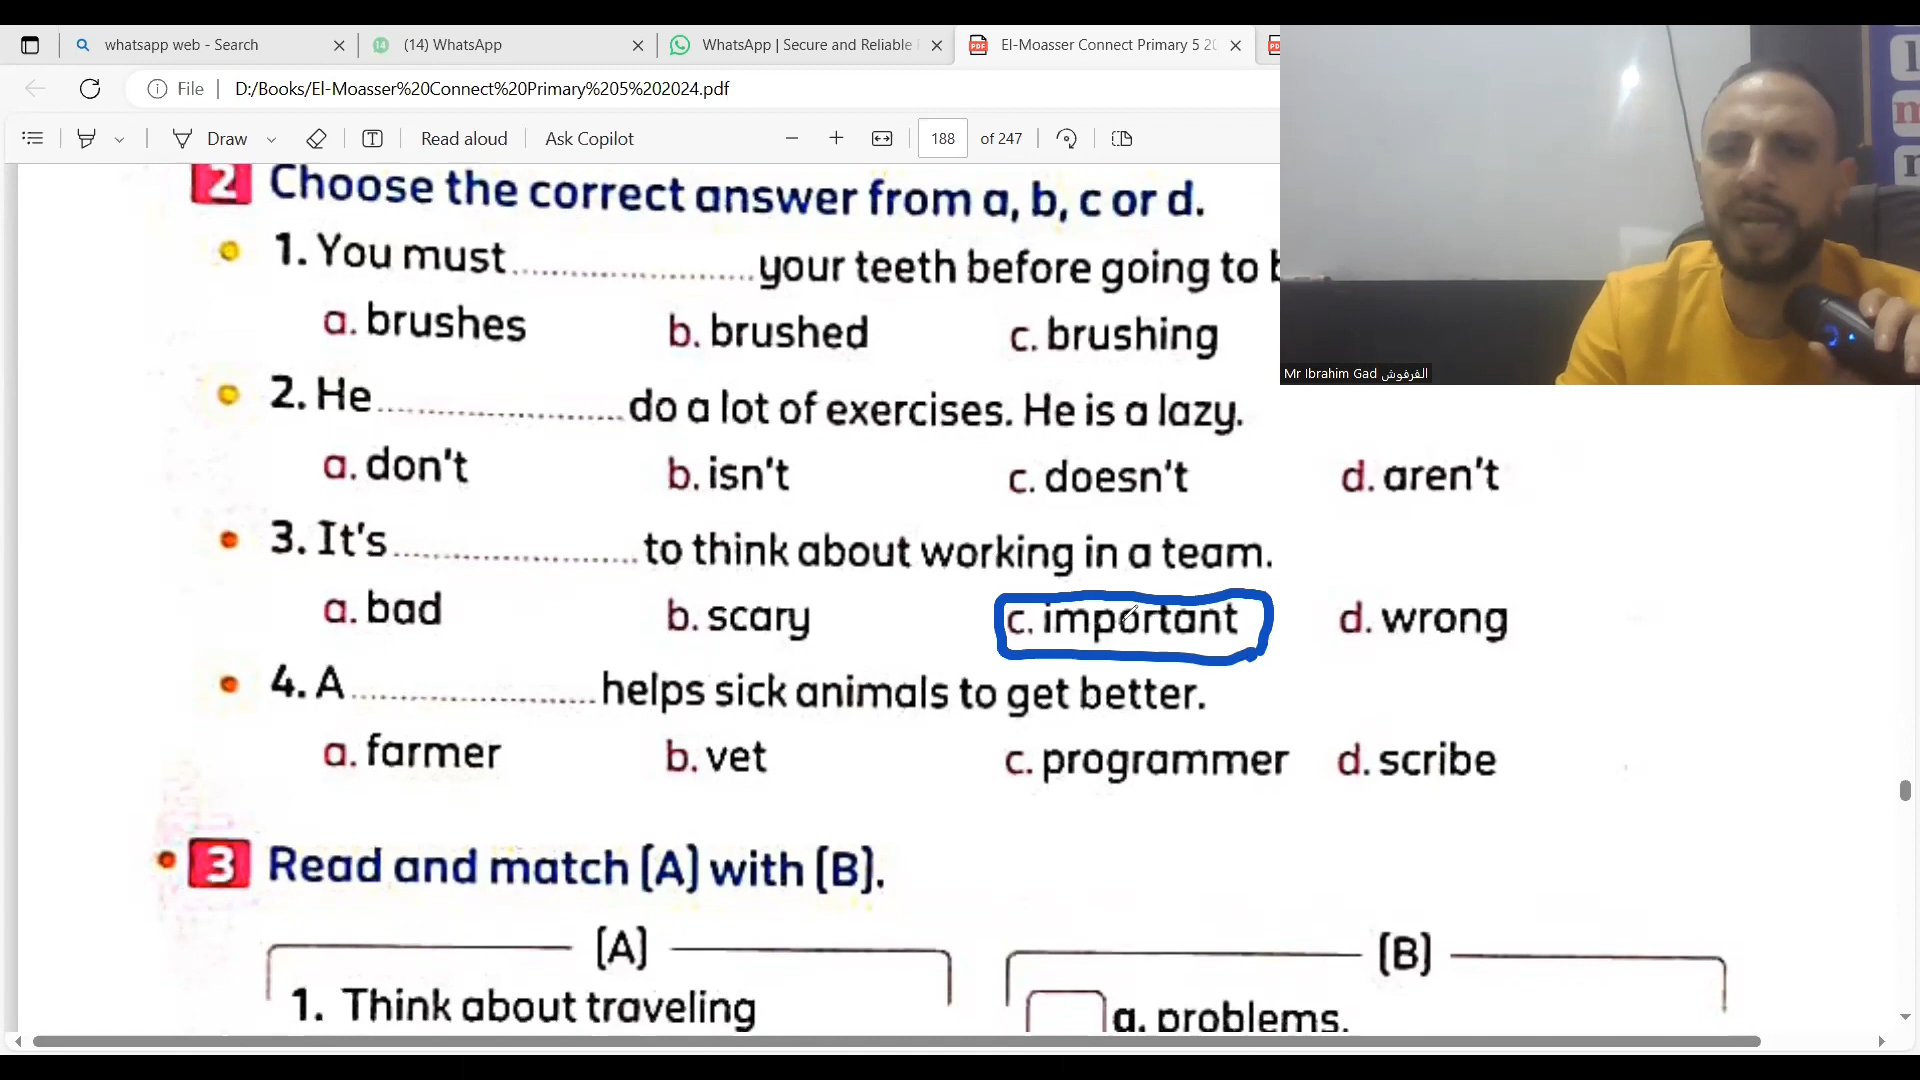 whatsapp web - Search
(14) WhatsApp
WhatsApp | Secure and Reliable
El-Moasser Connect Primary 5 20
File
D:/Books/El-Moasser%20Connect%20Primary%205%202024.pdf
Draw
Read aloud
Ask Copilot
188 of 247
2 Choose the correct answer from a, b, c or d.
1. You must .................... your teeth before going to
a. brushes b. brushed c. brushing
2. He .................... do a lot of exercises. He is a lazy.
a. don't b. isn't c. doesn't d. aren't
3. It's .................... to think about working in a team.
a. bad b. scary c. important d. wrong
4. A .................... helps sick animals to get better.
a. farmer b. vet c. programmer d. scribe
3 Read and match (A) with (B).
(A) (B)
1. Think about traveling a. problems.
Mr Ibrahim Gad الفرفوش